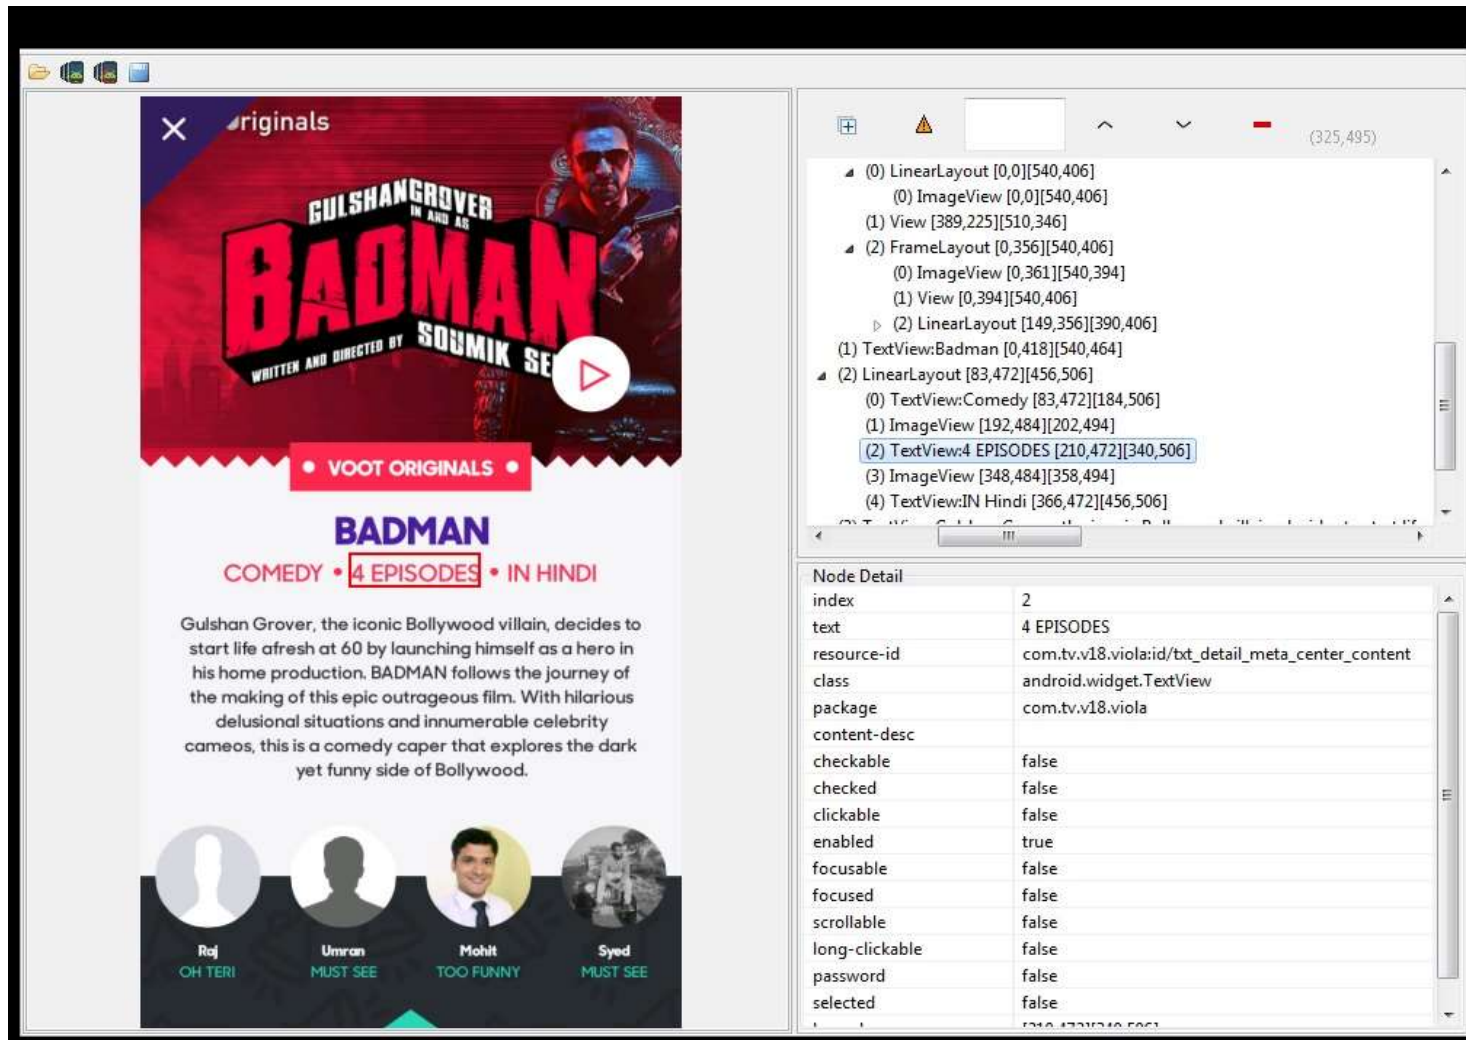 Originals
GULSHAN GROVER
IN AND AS
BADMAN
WRITTEN AND DIRECTED BY SOUMIK
VOOT ORIGINALS
BADMAN
COMEDY • 4 EPISODES • IN HINDI
Gulshan Grover, the iconic Bollywood villain, decides to
start life afresh at 60 by launching himself as a hero in
his home production. BADMAN follows the journey of
the making of this epic outrageous film. With hilarious
delusional situations and innumerable celebrity
cameos, this is a comedy caper that explores the dark
yet funny side of Bollywood.
Raj
OH TERI
Umran
MUST SEE
Mohit
TOO FUNNY
Syed
MUST SEE
(325,495)
(0) LinearLayout [0,0][540,406]
(0) ImageView [0,0][540,406]
(1) View [389,225][510,346]
(2) FrameLayout [0,356][540,406]
(0) ImageView [0,361][540,394]
(1) View [0,394][540,406]
(2) LinearLayout [149,356][390,406]
(1) TextView:Badman [0,418][540,464]
(2) LinearLayout [83,472][456,506]
(0) TextView:Comedy [83,472][184,506]
(1) ImageView [192,484][202,494]
(2) TextView:4 EPISODES [210,472][340,506]
(3) ImageView [348,484][358,494]
(4) TextView:IN Hindi [366,472][456,506]
Node Detail
index 2
text 4 EPISODES
resource-id com.tv.v18.viola:id/txt_detail_meta_center_content
class android.widget.TextView
package com.tv.v18.viola
content-desc
checkable false
checked false
clickable false
enabled true
focusable false
focused false
scrollable false
long-clickable false
password false
selected false